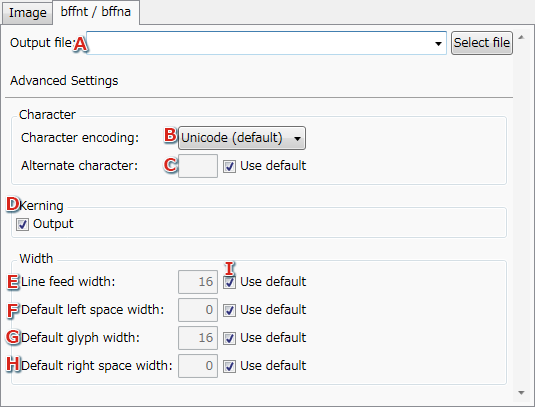 Image bffnt / bffna
Output file: A Select file
Advanced Settings
Character
Character encoding: B Unicode (default)
Alternate character: C Use default
D Kerning
Output
Width I
E Line feed width: 16 Use default
F Default left space width: 0 Use default
G Default glyph width: 16 Use default
H Default right space width: 0 Use default